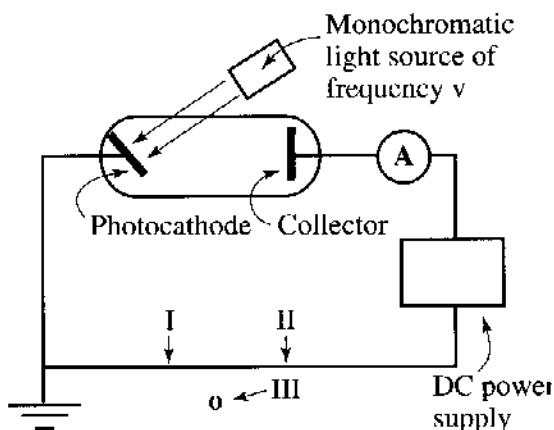 Monochromatic
light source of
frequency v
A
Photocathode
Collector
I
II
III
o
DC power
supply